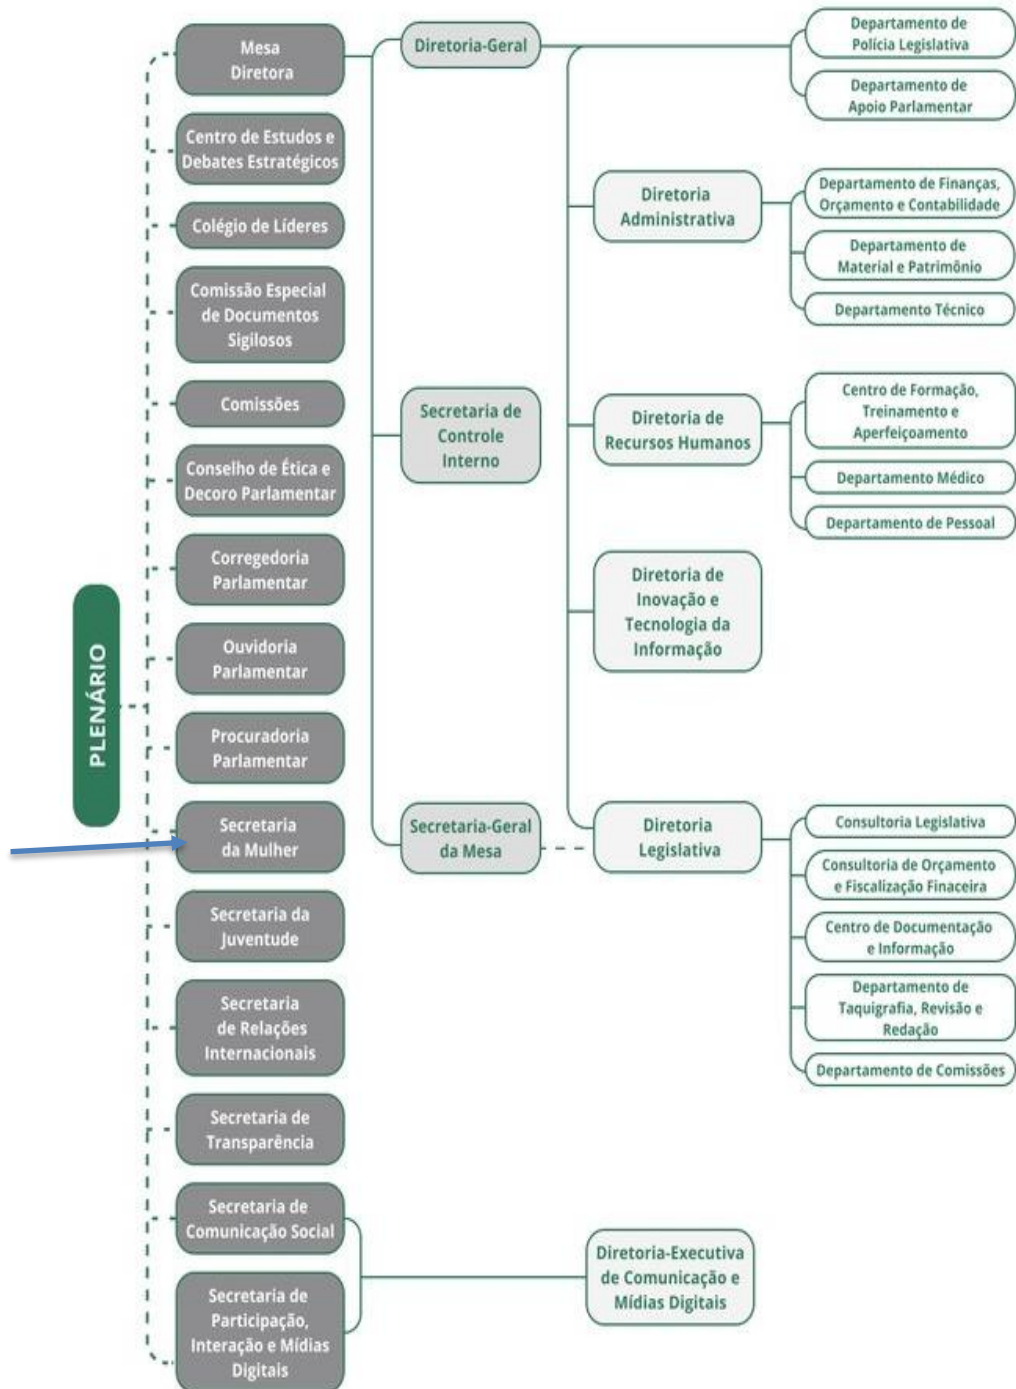 PLENÁRIO
Mesa
Diretora
Centro de Estudos e
Debates Estratégicos
Colégio de Líderes
Comissão Especial
de Documentos
Sigilosos
Comissões
Conselho de Ética e
Decoro Parlamentar
Corregedoria
Parlamentar
Ouvidoria
Parlamentar
Procuradoria
Parlamentar
Secretaria
da Mulher
Secretaria da
Juventude
Secretaria
de Relações
Internacionais
Secretaria de
Transparência
Secretaria de
Comunicação Social
Secretaria de
Participação,
Interação e Mídias
Digitais
Diretoria-Geral
Secretaria de
Controle
Interno
Secretaria-Geral
da Mesa
Diretoria
Administrativa
Diretoria de
Recursos Humanos
Diretoria de
Inovação e
Tecnologia da
Informação
Diretoria
Legislativa
Diretoria-Executiva
de Comunicação e
Mídias Digitais
Departamento de
Polícia Legislativa
Departamento de
Apoio Parlamentar
Departamento de Finanças,
Orçamento e Contabilidade
Departamento de
Material e Patrimônio
Departamento Técnico
Centro de Formação,
Treinamento e
Aperfeiçoamento
Departamento Médico
Departamento de Pessoal
Consultoria Legislativa
Consultoria de Orçamento
e Fiscalização Finaceira
Centro de Documentação
e Informação
Departamento de
Taquigrafia, Revisão e
Redação
Departamento de Comissões